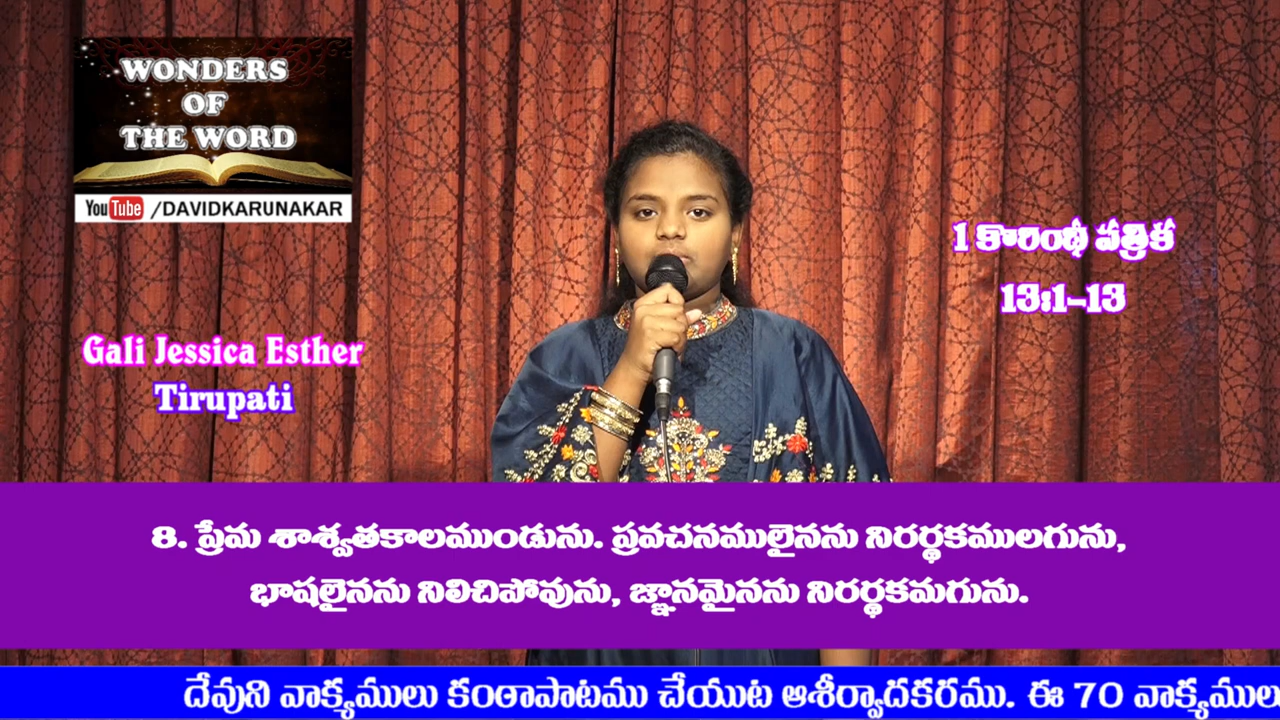 WONDERS
OF
THE WORD
YouTube /DAVIDKARUNAKAR
1 కొరింథీ పత్రిక
13:1-13
Gali Jessica Esther
Tirupati
8. ప్రేమ శాశ్వతకాలముండును. ప్రవచనములైనను నిరర్థకములగును,
భాషలైనను నిలిచిపోవును, జ్ఞానమైనను నిరర్థకమగును.
దేవుని వాక్యములు కంఠాపాటము చేయుట ఆశీర్వాదకరము. ఈ 70 వాక్యముల